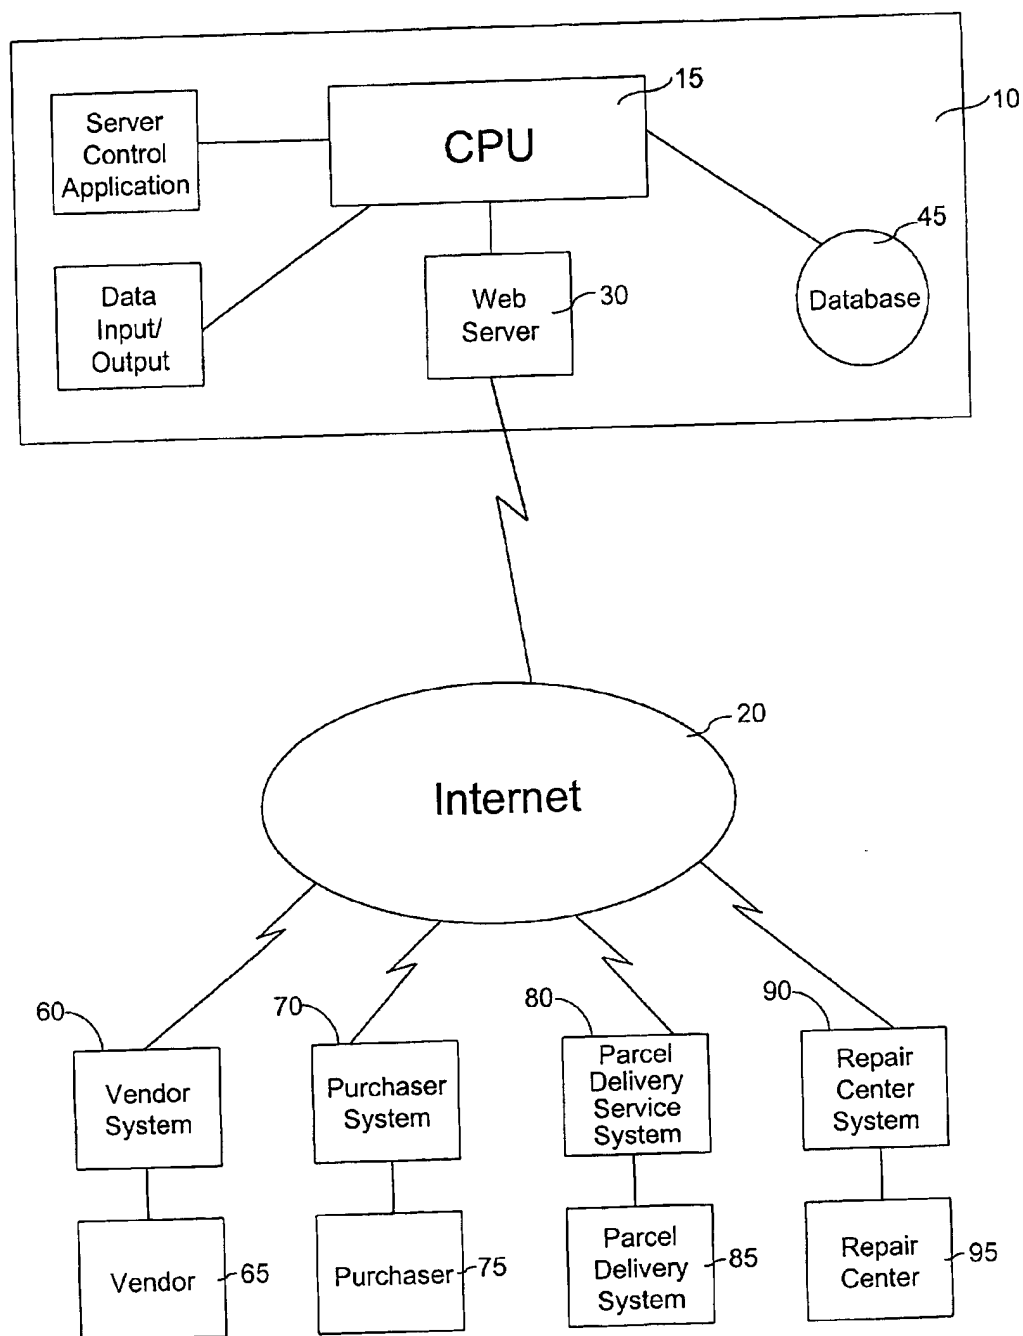 15
10
Server
Control
Application
CPU
45
Data
Input/
Output
Web
Server
30
Database
20
Internet
60
70
80
90
Vendor
System
Purchaser
System
Parcel
Delivery
Service
System
Repair
Center
System
Vendor
65
Purchaser
75
Parcel
Delivery
System
85
Repair
Center
95